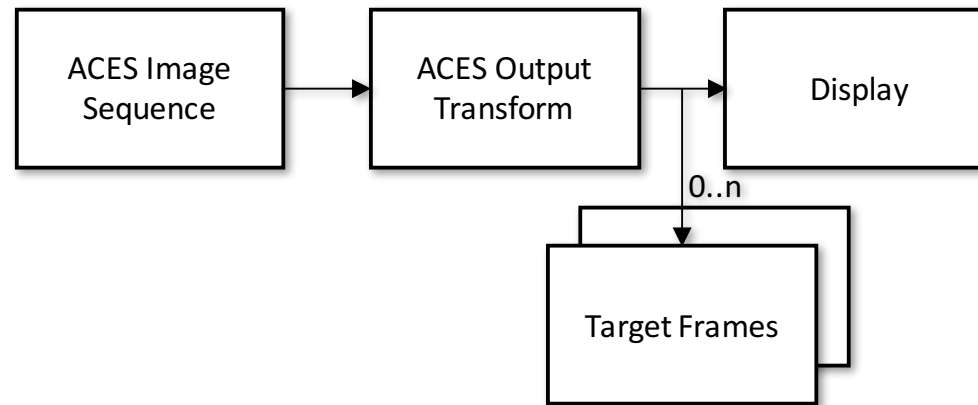 ACES Image
Sequence
ACES Output
Transform
Display
0..n
Target Frames